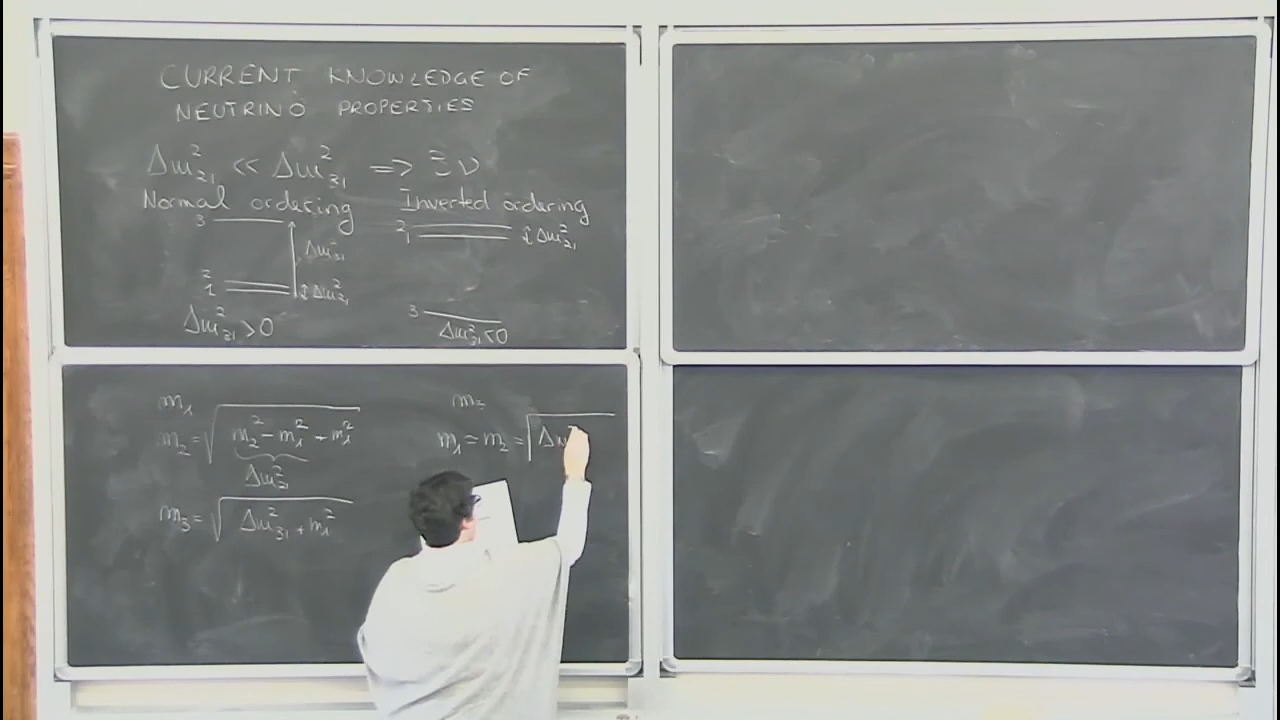 CURRENT KNOWLEDGE OF
NEUTRINO PROPERTIES
Δm²₂₁ << Δm²₃₁ => 3 ν
Normal ordering
3
Δm²₃₁
2
1
Δm²₂₁
Δm²₃₁ > 0
Inverted ordering
2
1
Δm²₂₁
3
Δm²₃₁ < 0
m₁
m₂ = √(m₂² - m₁² + m₁²)
Δm²₂₁
m₃ = √(Δm²₃₁ + m₁²)
m₃
m₁ ≃ m₂ = √Δm